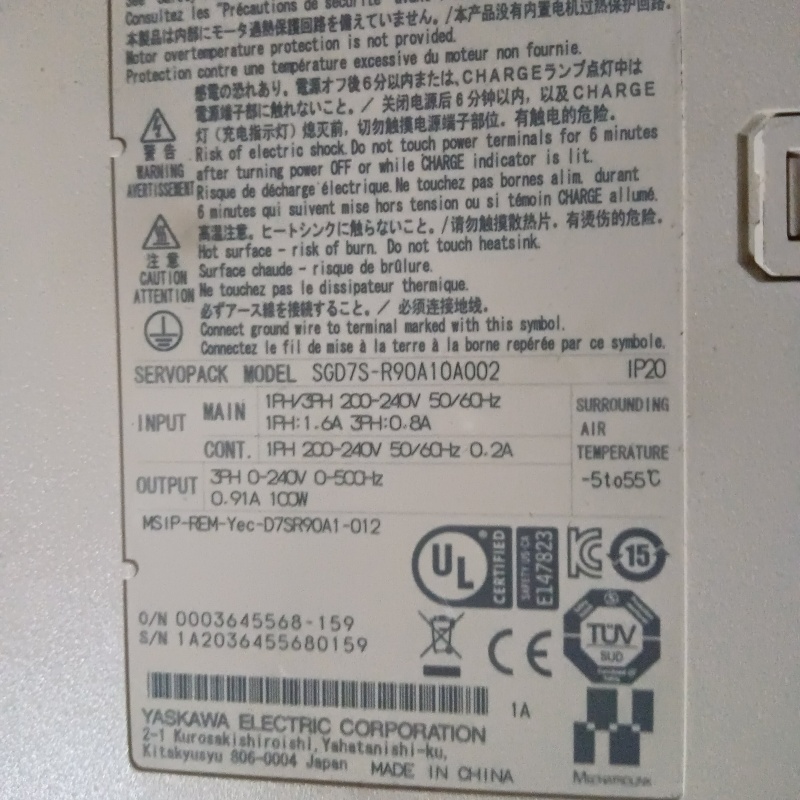 Consultez les "Précautions de sécurité"
本製品は内部にモータ過熱保護回路を備えていません。/本产品没有内置电机过热保护回路.
Motor overtemperature protection is not provided.
Protection contre une température excessive du moteur non fournie.
感電の恐れあり。電源オフ後6分以内または、CHARGEランプ点灯中は
電源端子部に触れないこと。/ 关闭电源后6分钟以内，以及CHARGE
灯（充电指示灯）熄灭前，切勿触摸电源端子部位。有触电的危险.
警告
WARNING
AVERTISSEMENT
Risk of electric shock. Do not touch power terminals for 6 minutes
after turning power OFF or while CHARGE indicator is lit.
Risque de décharge électrique. Ne touchez pas bornes alim. durant
6 minutes qui suivent mise hors tension ou si témoin CHARGE allumé.
注意
CAUTION
ATTENTION
高温注意。ヒートシンクに触らないこと。/请勿触摸散热片。有烫伤的危险.
Hot surface - risk of burn. Do not touch heatsink.
Surface chaude - risque de brûlure.
Ne touchez pas le dissipateur thermique.
必ずアース線を接続すること。/ 必须连接地线.
Connect ground wire to terminal marked with this symbol.
Connectez le fil de mise à la terre à la borne repérée par ce symbole.
SERVOPACK MODEL SGD7S-R90A10A002 IP20
INPUT MAIN 1PH/3PH 200-240V 50/60Hz
1PH:1.6A 3PH:0.8A
CONT. 1PH 200-240V 50/60Hz 0.2A
OUTPUT 3PH 0-240V 0-500Hz
0.91A 100W
SURROUNDING
AIR
TEMPERATURE
-5to55℃
MSIP-REM-Yec-D7SR90A1-012
UL
CERTIFIED
SAFETY US CA
E147823
15
O/N 0003645568-159
S/N 1A2036455680159
CE
TÜV
SUD
1A
YASKAWA ELECTRIC CORPORATION
2-1 Kurosakishiroishi, Yahatanishi-ku,
Kitakyusyu 806-0004 Japan MADE IN CHINA
MECHATROLINK